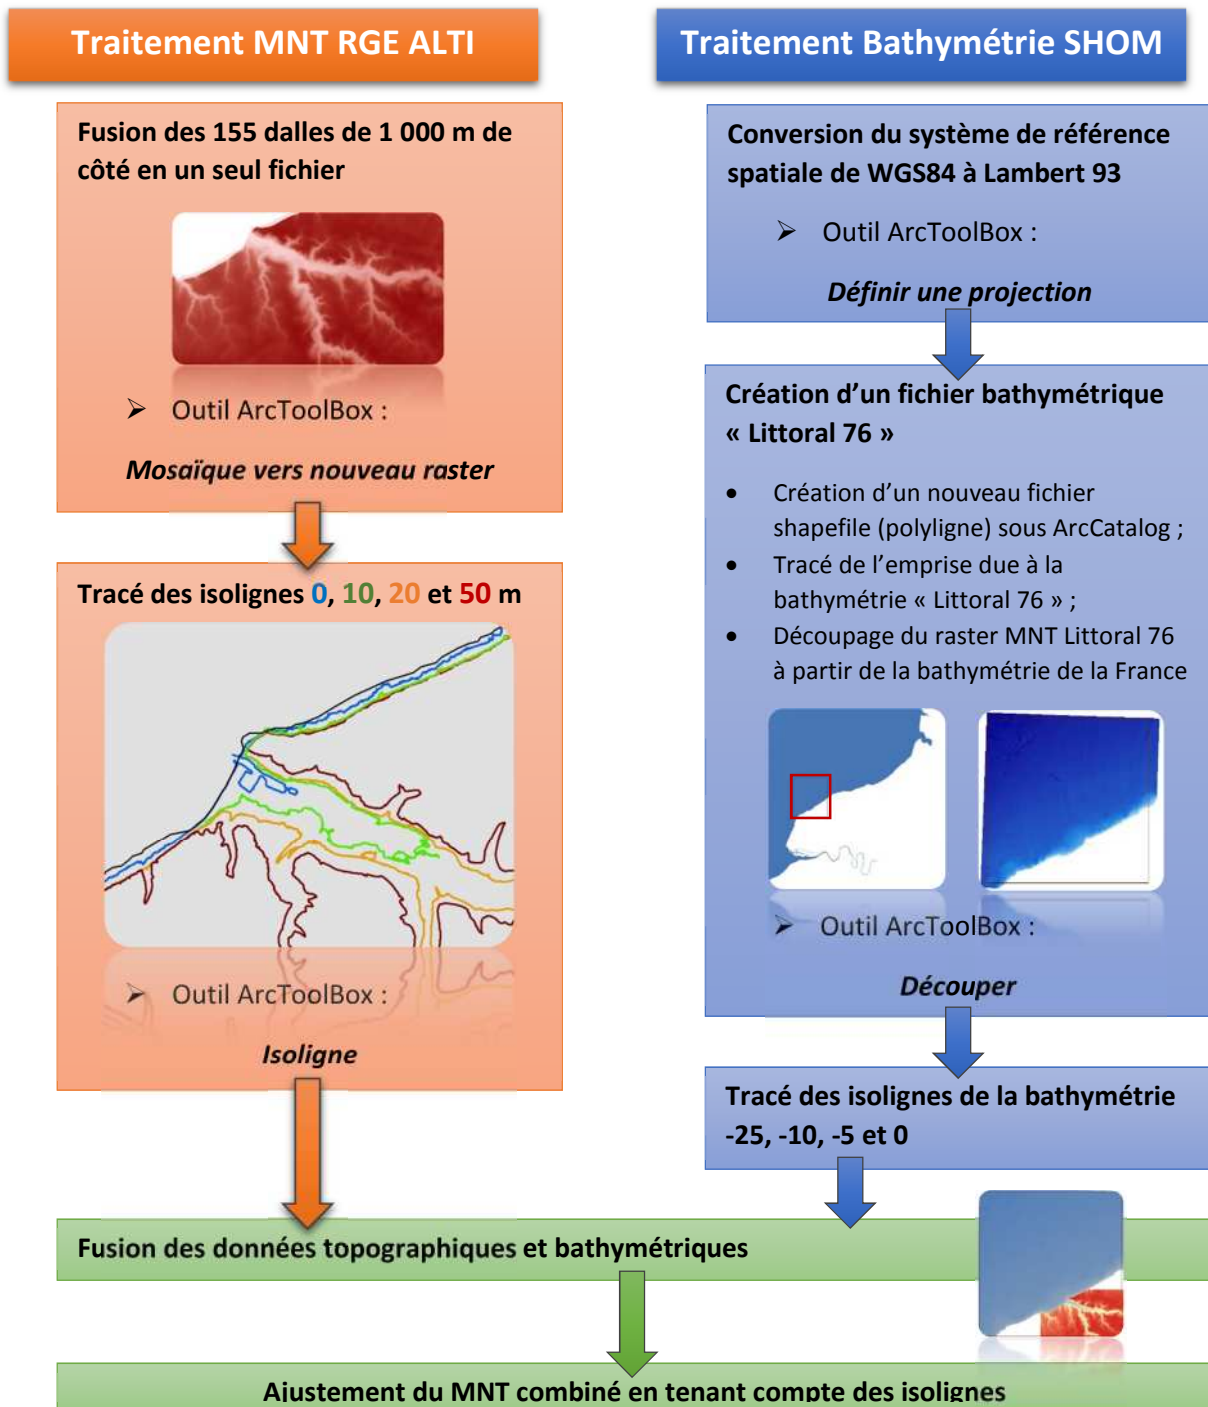 Traitement MNT RGE ALTI
Fusion des 155 dalles de 1 000 m de
côté en un seul fichier
➢ Outil ArcToolBox :
Mosaïque vers nouveau raster
Tracé des isolignes 0, 10, 20 et 50 m
➢ Outil ArcToolBox :
Isoligne
Traitement Bathymétrie SHOM
Conversion du système de référence
spatiale de WGS84 à Lambert 93
➢ Outil ArcToolBox :
Définir une projection
Création d’un fichier bathymétrique
« Littoral 76 »
• Création d’un nouveau fichier
shapefile (polyligne) sous ArcCatalog ;
• Tracé de l’emprise due à la
bathymétrie « Littoral 76 » ;
• Découpage du raster MNT Littoral 76
à partir de la bathymétrie de la France
➢ Outil ArcToolBox :
Découper
Tracé des isolignes de la bathymétrie
-25, -10, -5 et 0
Fusion des données topographiques et bathymétriques
Ajustement du MNT combiné en tenant compte des isolignes